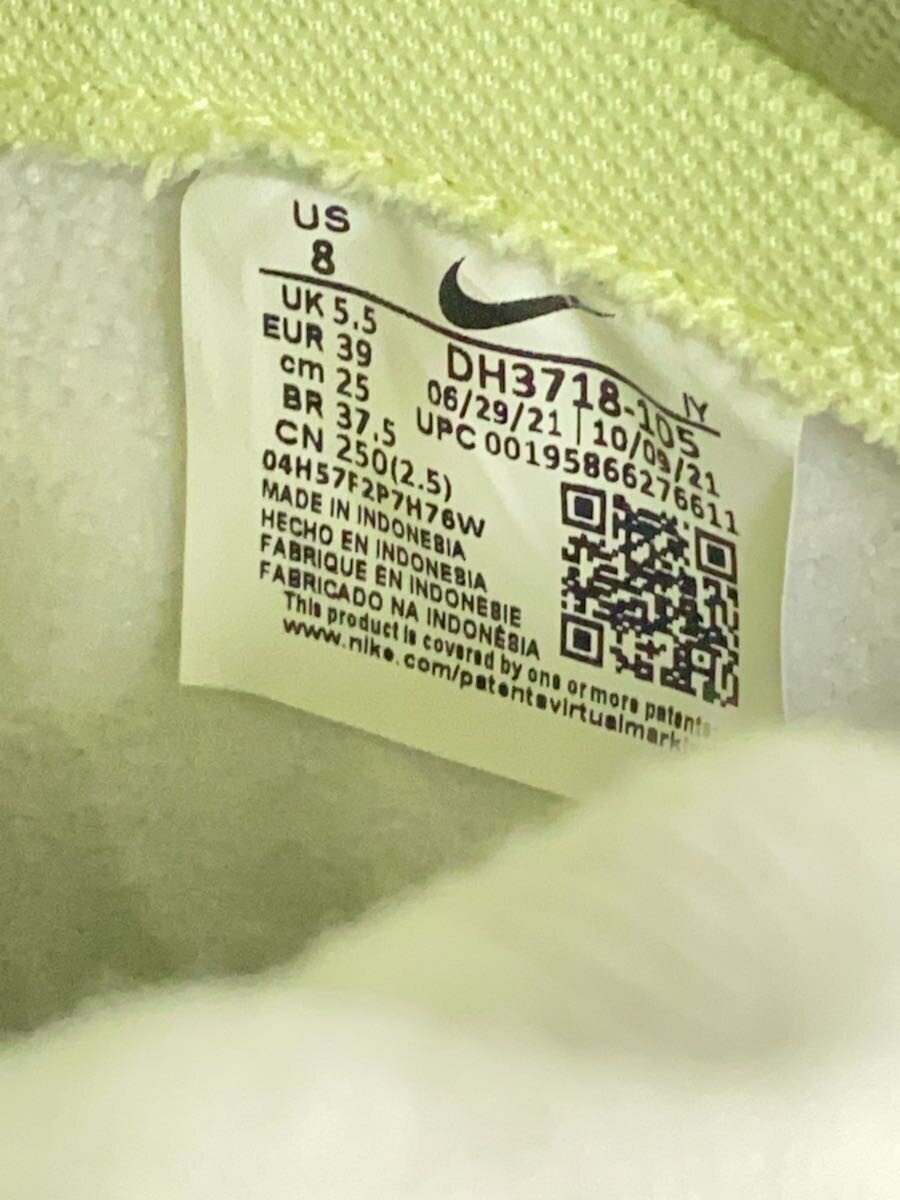 US
8
UK 5.5
EUR 39
cm 25
BR 37.5
CN 250(2.5)
04H57F2P7H76W
MADE IN INDONESIA
HECHO EN INDONESIA
FABRIQUE EN INDONESIE
FABRICADO NA INDONÉSIA
This product is covered by one or more patents.
www.nike.com/patentsvirtualmarki
IY
DH3718-105
06/29/21 | 10/09/21
UPC 00195866276611